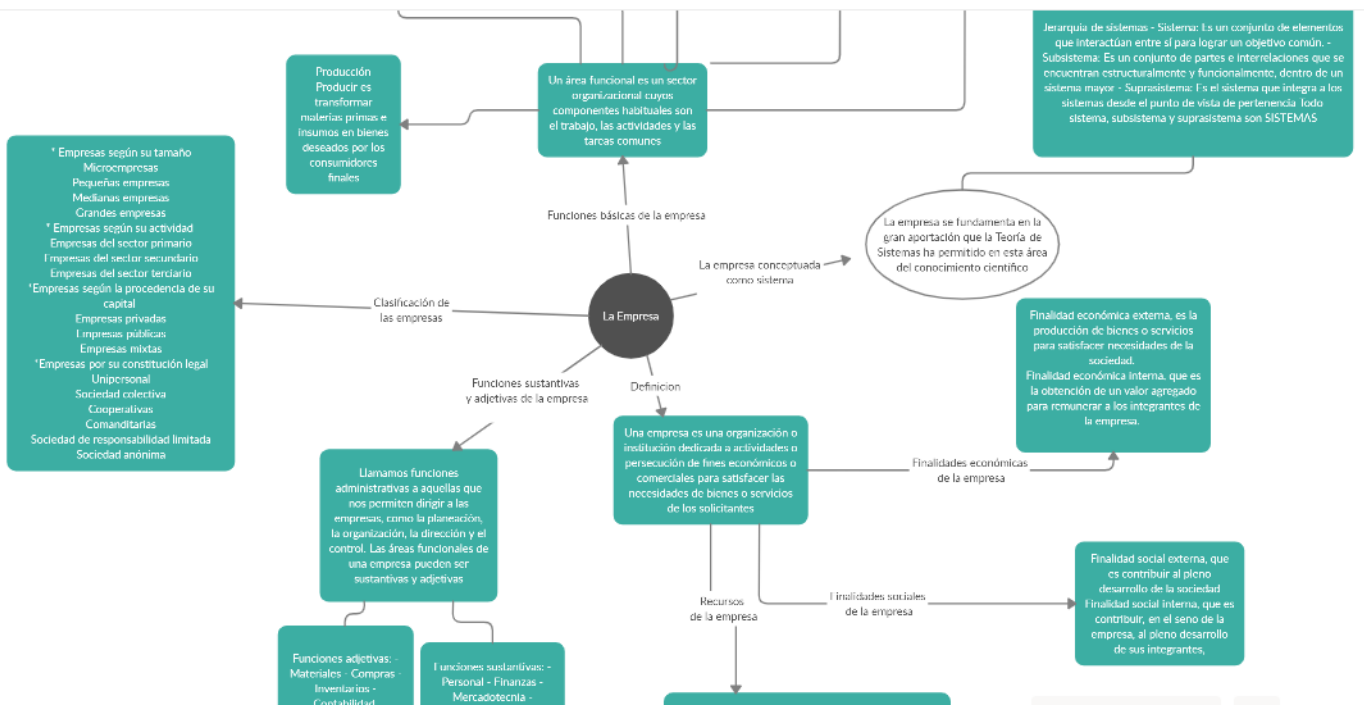 Jerarquía de sistemas - Sistema: Es un conjunto de elementos
que interactúan entre sí para lograr un objetivo común. -
Subsistema: Es un conjunto de partes e interrelaciones que se
encuentran estructuralmente y funcionalmente, dentro de un
sistema mayor - Suprasistema: Es el sistema que integra a los
sistemas desde el punto de vista de pertenencia Todo
sistema, subsistema y suprasistema son SISTEMAS
Un área funcional es un sector
organizacional cuyos
componentes habituales son
el trabajo, las actividades y las
tareas comunes
Producción
Producir es
transformar
materias primas e
insumos en bienes
deseados por los
consumidores
finales
* Empresas según su tamaño
Microempresas
Pequeñas empresas
Medianas empresas
Grandes empresas
* Empresas según su actividad
Empresas del sector primario
Empresas del sector secundario
Empresas del sector terciario
*Empresas según la procedencia de su
capital
Empresas privadas
Empresas públicas
Empresas mixtas
*Empresas por su constitución legal
Unipersonal
Sociedad colectiva
Cooperativas
Comanditarias
Sociedad de responsabilidad limitada
Sociedad anónima
Funciones básicas de la empresa
La empresa se fundamenta en la
gran aportación que la Teoría de
Sistemas ha permitido en esta área
del conocimiento científico
La empresa conceptuada
como sistema
Clasificación de
las empresas
La Empresa
Finalidad económica externa, es la
producción de bienes o servicios
para satisfacer necesidades de la
sociedad.
Finalidad económica interna. que es
la obtención de un valor agregado
para remunerar a los integrantes de
la empresa.
Funciones sustantivas
y adjetivas de la empresa
Definicion
Una empresa es una organización o
institución dedicada a actividades o
persecución de fines económicos o
comerciales para satisfacer las
necesidades de bienes o servicios
de los solicitantes
Finalidades económicas
de la empresa
Llamamos funciones
administrativas a aquellas que
nos permiten dirigir a las
empresas, como la planeación,
la organización, la dirección y el
control. Las áreas funcionales de
una empresa pueden ser
sustantivas y adjetivas
Finalidad social externa, que
es contribuir al pleno
desarrollo de la sociedad
Finalidad social interna, que es
contribuir, en el seno de la
empresa, al pleno desarrollo
de sus integrantes,
Recursos
de la empresa
Finalidades sociales
de la empresa
Funciones adjetivas: -
Materiales - Compras -
Inventarios -
Contabilidad
Funciones sustantivas: -
Personal - Finanzas -
Mercadotecnia -